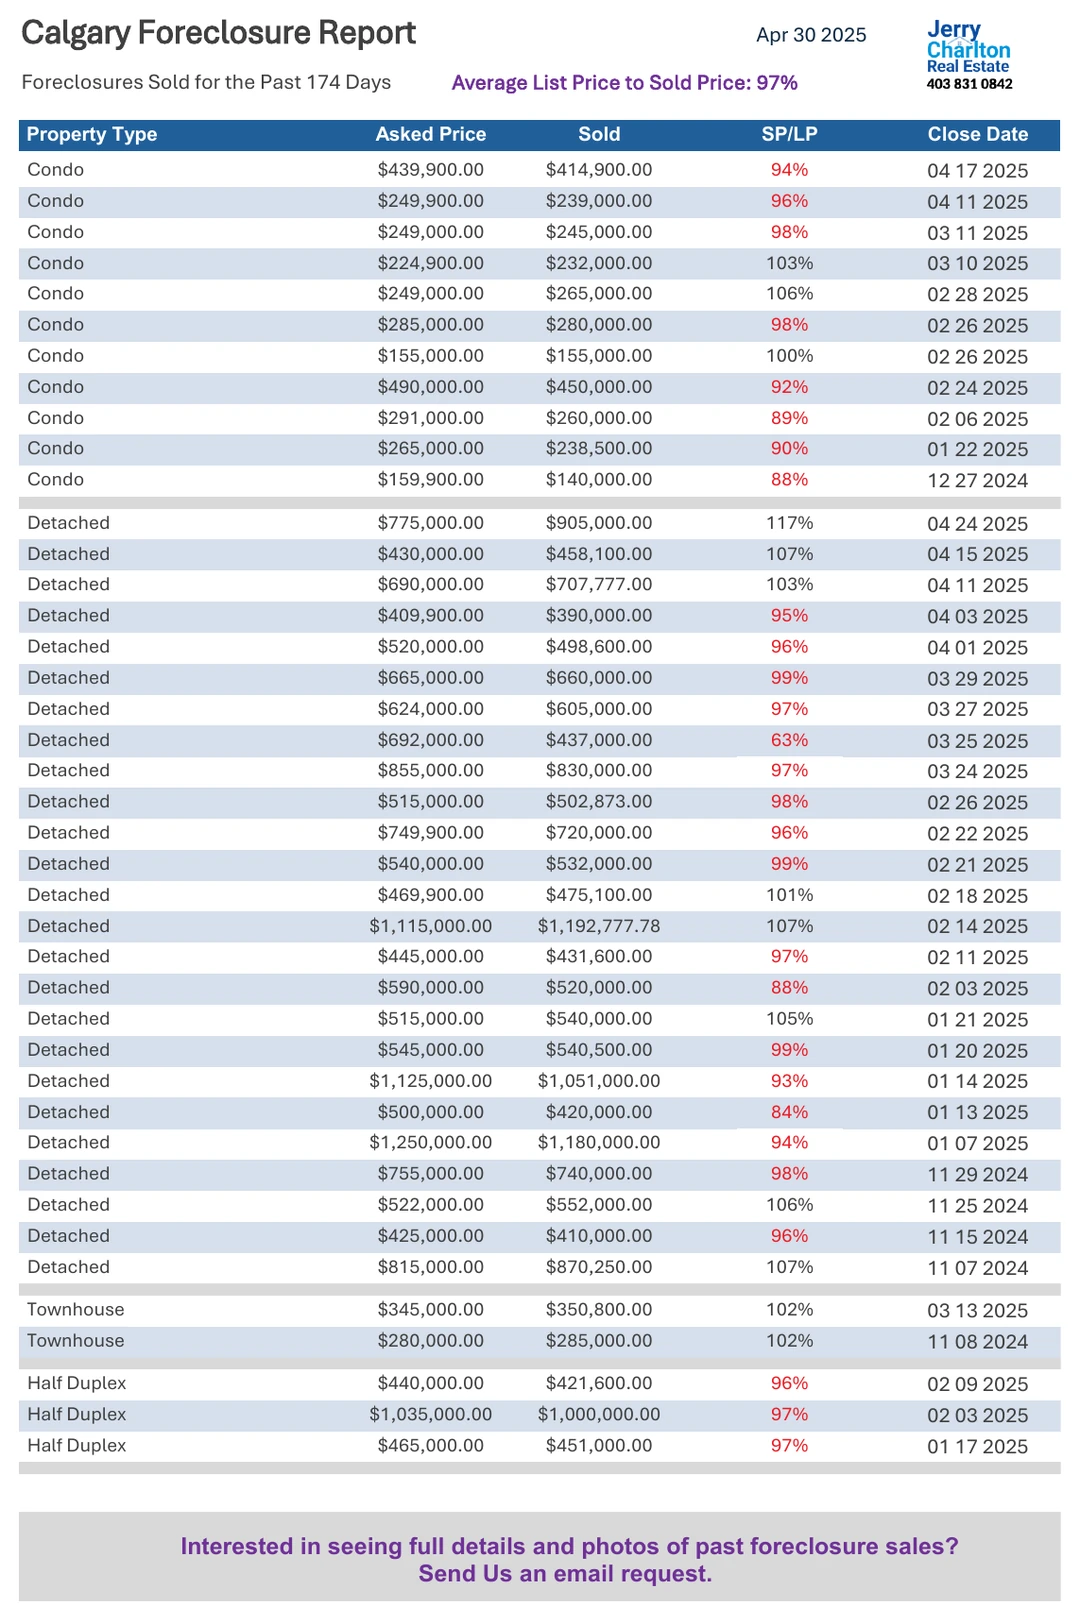 Calgary Foreclosure Report
Apr 30 2025
Jerry
Charlton
Real Estate
403 831 0842
Foreclosures Sold for the Past 174 Days
Average List Price to Sold Price: 97%
Property Type Asked Price Sold SP/LP Close Date
Condo $439,900.00 $414,900.00 94% 04 17 2025
Condo $249,900.00 $239,000.00 96% 04 11 2025
Condo $249,000.00 $245,000.00 98% 03 11 2025
Condo $224,900.00 $232,000.00 103% 03 10 2025
Condo $249,000.00 $265,000.00 106% 02 28 2025
Condo $285,000.00 $280,000.00 98% 02 26 2025
Condo $155,000.00 $155,000.00 100% 02 26 2025
Condo $490,000.00 $450,000.00 92% 02 24 2025
Condo $291,000.00 $260,000.00 89% 02 06 2025
Condo $265,000.00 $238,500.00 90% 01 22 2025
Condo $159,900.00 $140,000.00 88% 12 27 2024
Detached $775,000.00 $905,000.00 117% 04 24 2025
Detached $430,000.00 $458,100.00 107% 04 15 2025
Detached $690,000.00 $707,777.00 103% 04 11 2025
Detached $409,900.00 $390,000.00 95% 04 03 2025
Detached $520,000.00 $498,600.00 96% 04 01 2025
Detached $665,000.00 $660,000.00 99% 03 29 2025
Detached $624,000.00 $605,000.00 97% 03 27 2025
Detached $692,000.00 $437,000.00 63% 03 25 2025
Detached $855,000.00 $830,000.00 97% 03 24 2025
Detached $515,000.00 $502,873.00 98% 02 26 2025
Detached $749,900.00 $720,000.00 96% 02 22 2025
Detached $540,000.00 $532,000.00 99% 02 21 2025
Detached $469,900.00 $475,100.00 101% 02 18 2025
Detached $1,115,000.00 $1,192,777.78 107% 02 14 2025
Detached $445,000.00 $431,600.00 97% 02 11 2025
Detached $590,000.00 $520,000.00 88% 02 03 2025
Detached $515,000.00 $540,000.00 105% 01 21 2025
Detached $545,000.00 $540,500.00 99% 01 20 2025
Detached $1,125,000.00 $1,051,000.00 93% 01 14 2025
Detached $500,000.00 $420,000.00 84% 01 13 2025
Detached $1,250,000.00 $1,180,000.00 94% 01 07 2025
Detached $755,000.00 $740,000.00 98% 11 29 2024
Detached $522,000.00 $552,000.00 106% 11 25 2024
Detached $425,000.00 $410,000.00 96% 11 15 2024
Detached $815,000.00 $870,250.00 107% 11 07 2024
Townhouse $345,000.00 $350,800.00 102% 03 13 2025
Townhouse $280,000.00 $285,000.00 102% 11 08 2024
Half Duplex $440,000.00 $421,600.00 96% 02 09 2025
Half Duplex $1,035,000.00 $1,000,000.00 97% 02 03 2025
Half Duplex $465,000.00 $451,000.00 97% 01 17 2025
Interested in seeing full details and photos of past foreclosure sales?
Send Us an email request.